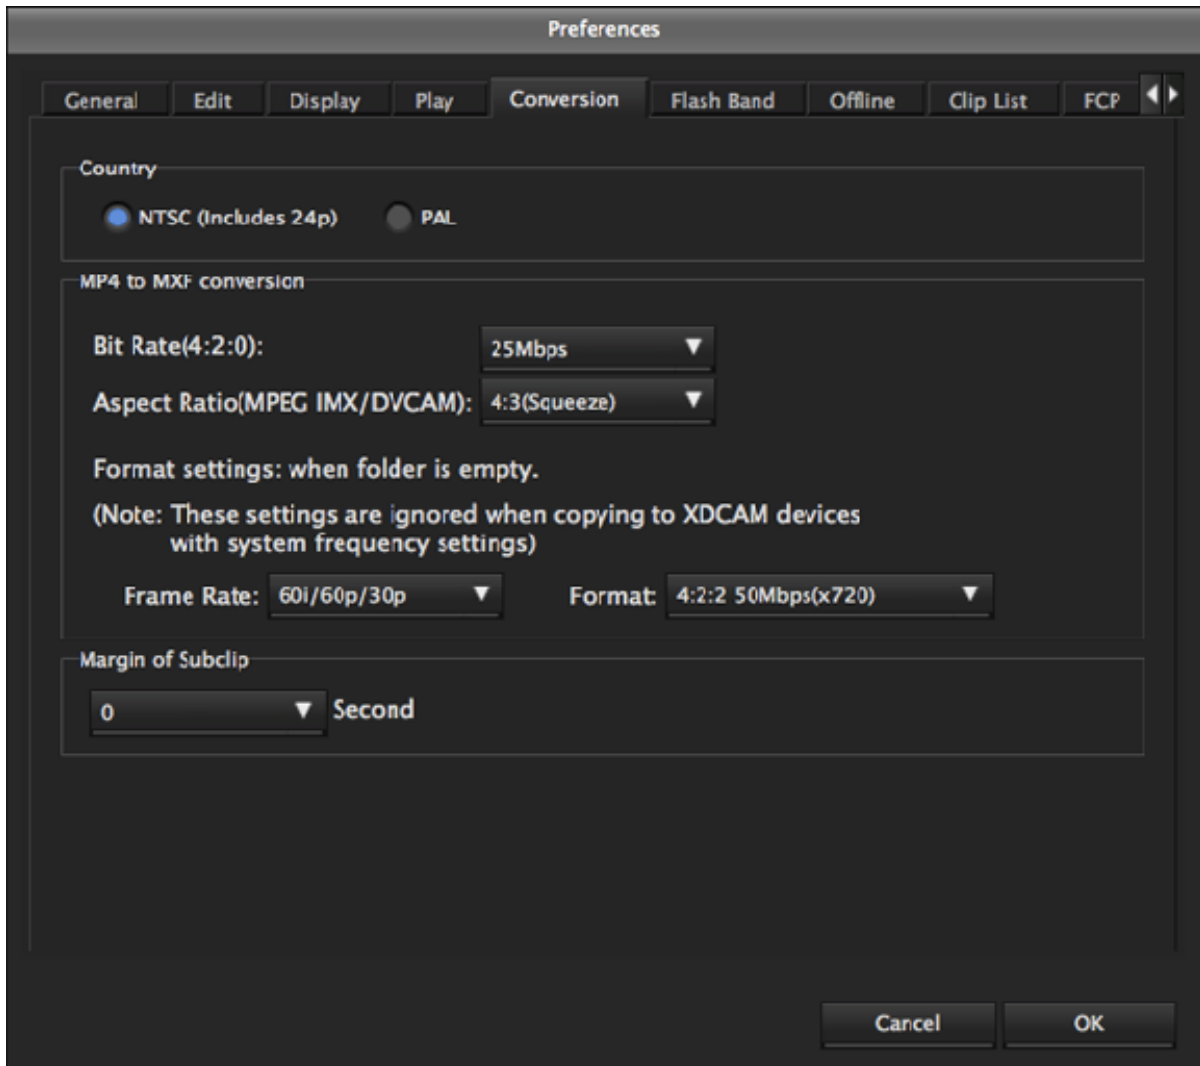 Preferences
General Edit Display Play Conversion Flash Band Offline Clip List FCP
Country
NTSC (Includes 24p) PAL
MP4 to MXF conversion
Bit Rate(4:2:0): 25Mbps
Aspect Ratio(MPEG IMX/DVCAM): 4:3(Squeeze)
Format settings: when folder is empty.
(Note: These settings are ignored when copying to XDCAM devices
with system frequency settings)
Frame Rate: 60i/60p/30p Format: 4:2:2 50Mbps(x720)
Margin of Subclip
0 Second
Cancel OK